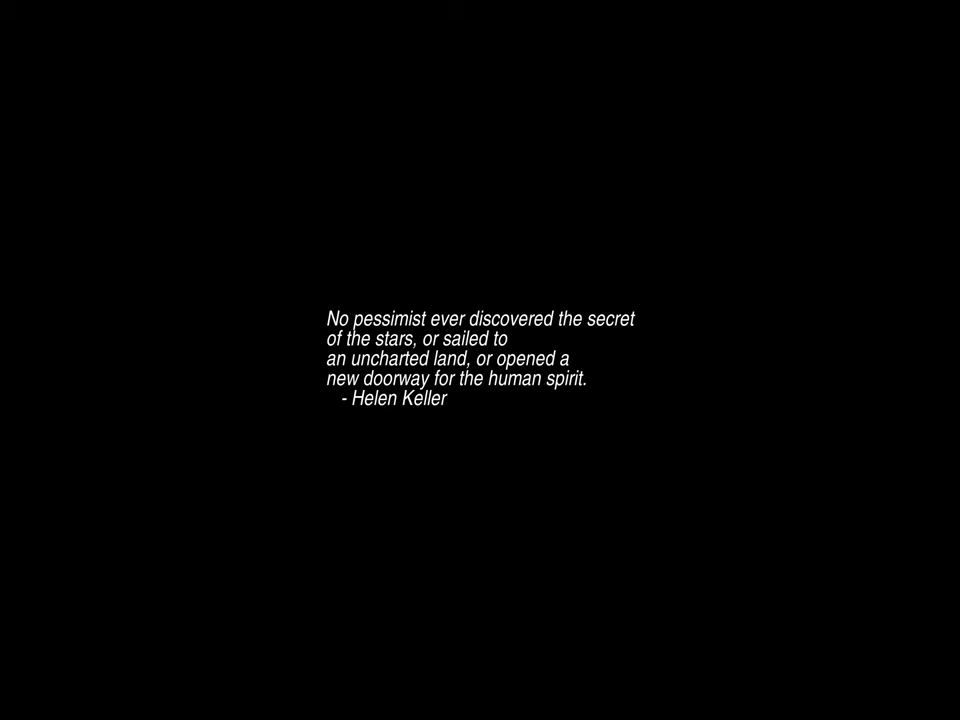 No pessimist ever discovered the secret
of the stars, or sailed to
an uncharted land, or opened a
new doorway for the human spirit.
- Helen Keller